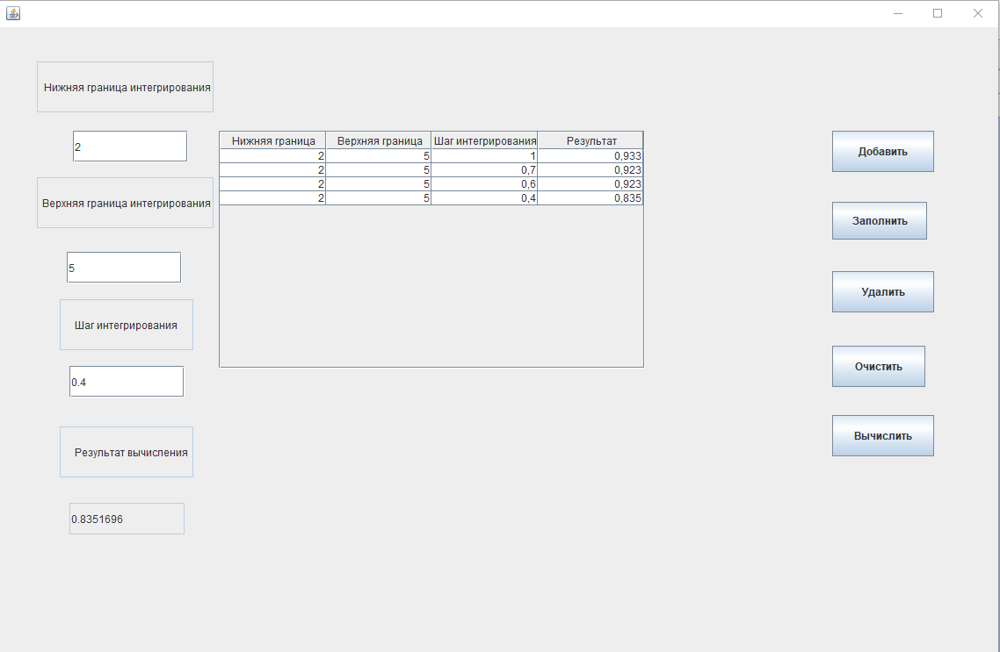 Нижняя граница интегрирования
2
Верхняя граница интегрирования
5
Шаг интегрирования
0.4
Результат вычисления
0.8351696
Нижняя граница Верхняя граница Шаг интегрирования Результат
2 5 1 0,933
2 5 0,7 0,923
2 5 0,6 0,923
2 5 0,4 0,835
Добавить
Заполнить
Удалить
Очистить
Вычислить